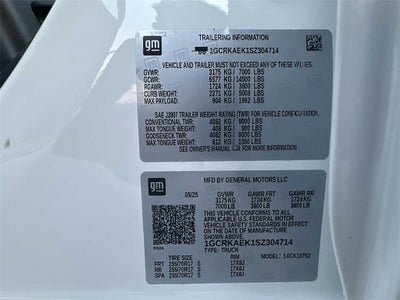 gm
TRAILERING INFORMATION
1GCRKAEK1SZ304714
VEHICLE AND TRAILER MUST NOT EXCEED ANY OF THESE WEIGHTS
GVWR: 3175 KG / 7000 LBS
GCWR: 6577 KG / 14500 LBS
RGAWR: 1724 KG / 3800 LBS
CURB WEIGHT: 2271 KG / 5008 LBS
MAX PAYLOAD: 904 KG / 1992 LBS
SAE J2807 TRAILER WEIGHT RATING (TWR) FOR VEHICLE CONFIGURATION
CONVENTIONAL TWR: 4082 KG / 9000 LBS
MAX TONGUE WEIGHT: 408 KG / 900 LBS
GOOSENECK TWR: 4082 KG / 9000 LBS
MAX TONGUE WEIGHT: 612 KG / 1350 LBS
SEE OWNER'S MANUAL
gm
MFD BY GENERAL MOTORS LLC
05/25
GVWR GAWR FRT GAWR RR
3175 KG 1724 KG 1724 KG
7000 LB 3800 LB 3800 LB
THIS VEHICLE CONFORMS TO ALL APPLICABLE
U.S. FEDERAL MOTOR VEHICLE SAFETY
STANDARDS IN EFFECT ON THE DATE OF
MANUFACTURE SHOWN ABOVE.
1GCRKAEK1SZ304714
TYPE: TRUCK
TIRE SIZE RIM 14CK10753
FRT 255/70R17 S 17X8J
RR 255/70R17 S 17X8J
SPA 255/70R17 S 17X8J